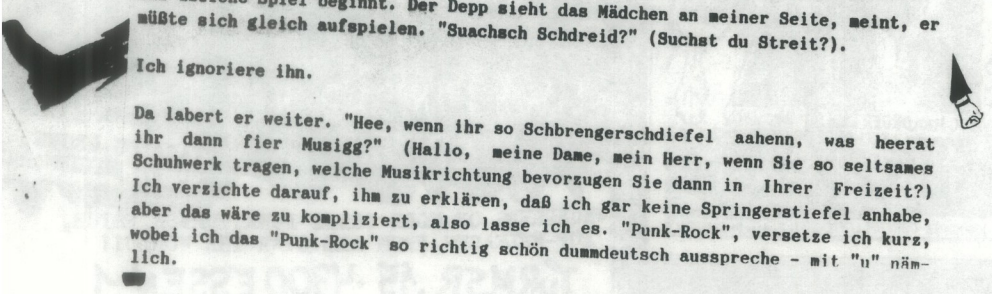 Spiel beginnt. Der Depp sieht das Mädchen an meiner Seite, meint, er
müßte sich gleich aufspielen. "Suachsch Schdreid?" (Suchst du Streit?).
Ich ignoriere ihn.
Da labert er weiter. "Hee, wenn ihr so Schbrengerschdiefel aahenn, was heerat
ihr dann fier Musigg?" (Hallo, meine Dame, mein Herr, wenn Sie so seltsames
Schuhwerk tragen, welche Musikrichtung bevorzugen Sie dann in Ihrer Freizeit?)
Ich verzichte darauf, ihm zu erklären, daß ich gar keine Springerstiefel anhabe,
aber das wäre zu kompliziert, also lasse ich es. "Punk-Rock", versetze ich kurz,
wobei ich das "Punk-Rock" so richtig schön dummdeutsch ausspreche - mit "u" näm-
lich.